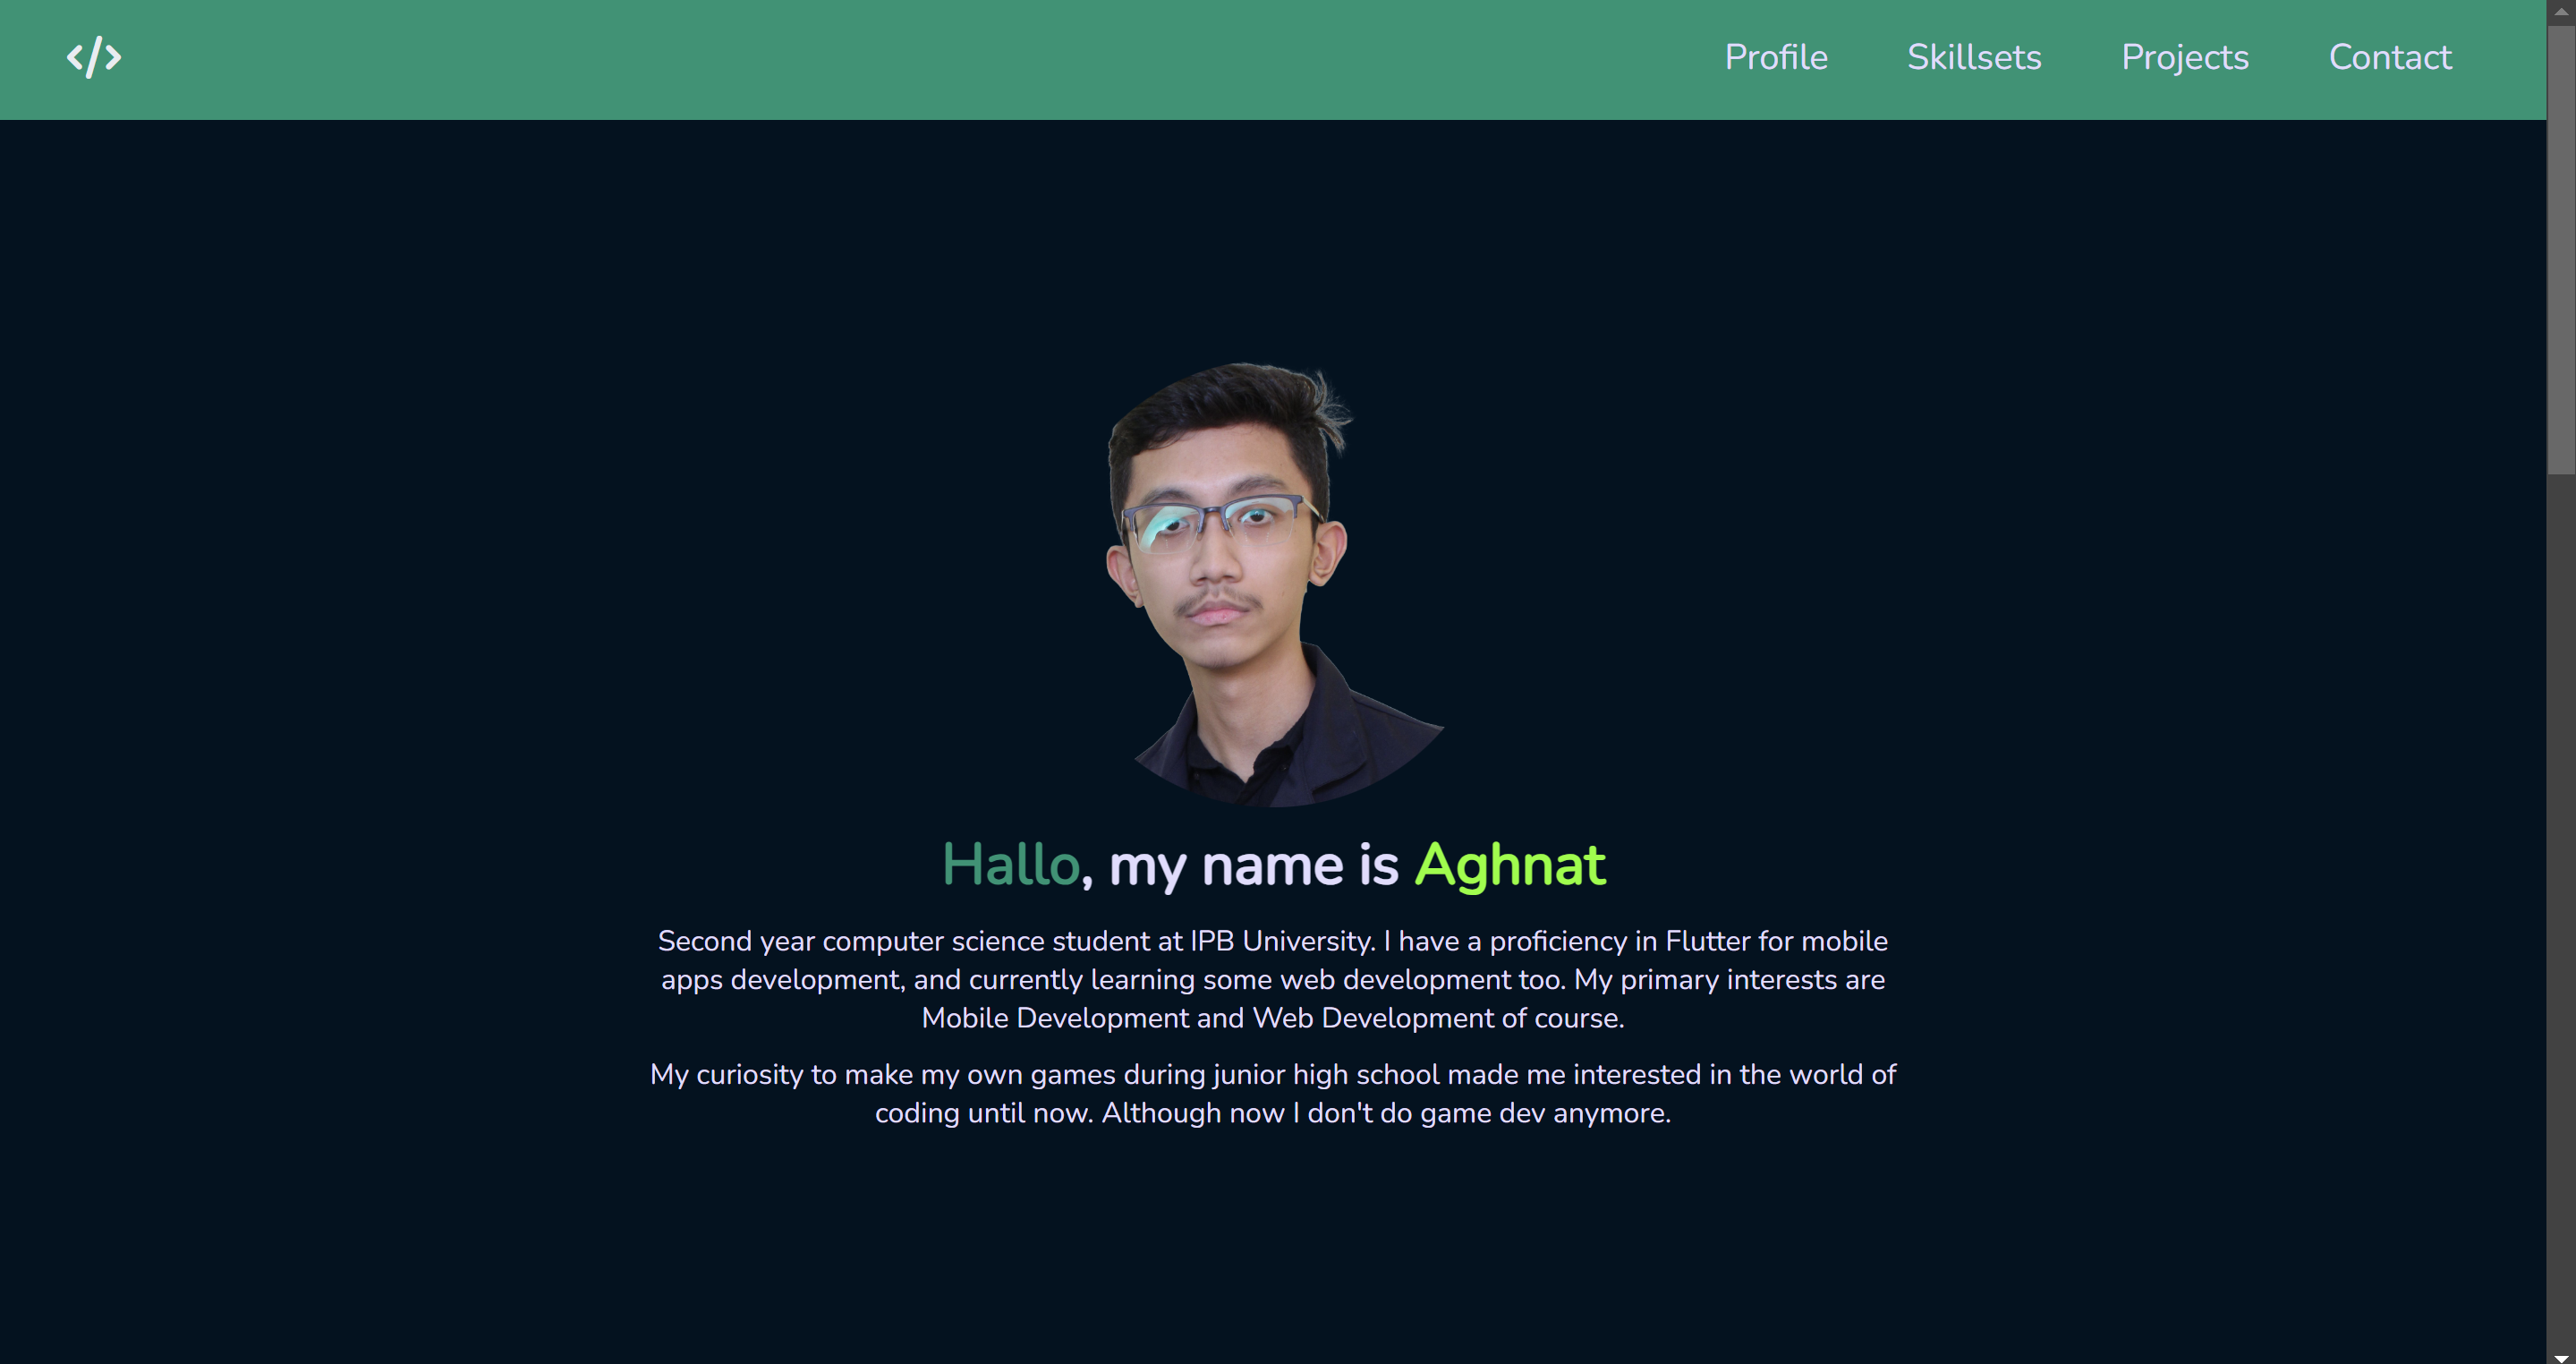 </>
Profile Skillsets Projects Contact
Hallo, my name is Aghnat
Second year computer science student at IPB University. I have a proficiency in Flutter for mobile
apps development, and currently learning some web development too. My primary interests are
Mobile Development and Web Development of course.
My curiosity to make my own games during junior high school made me interested in the world of
coding until now. Although now I don't do game dev anymore.